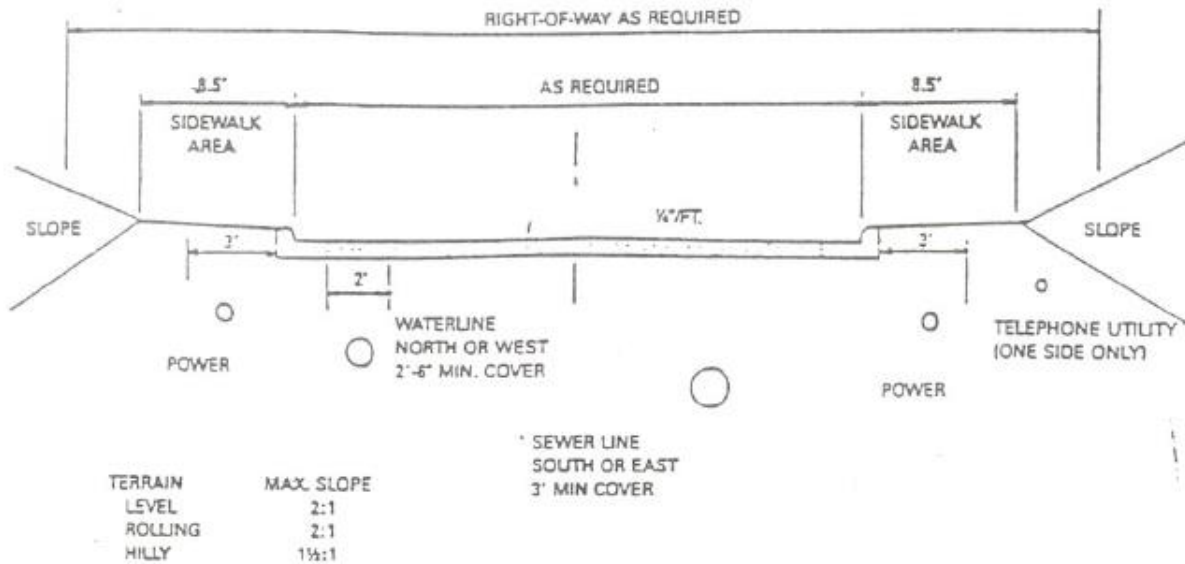 RIGHT-OF-WAY AS REQUIRED
8.5'
AS REQUIRED
8.5'
SIDEWALK
AREA
SIDEWALK
AREA
SLOPE
¼"/FT.
SLOPE
2'
2'
WATERLINE
NORTH OR WEST
2'-6" MIN. COVER
TELEPHONE UTILITY
(ONE SIDE ONLY)
POWER
POWER
SEWER LINE
SOUTH OR EAST
3' MIN COVER
TERRAIN MAX. SLOPE
LEVEL 2:1
ROLLING 2:1
HILLY 1½:1